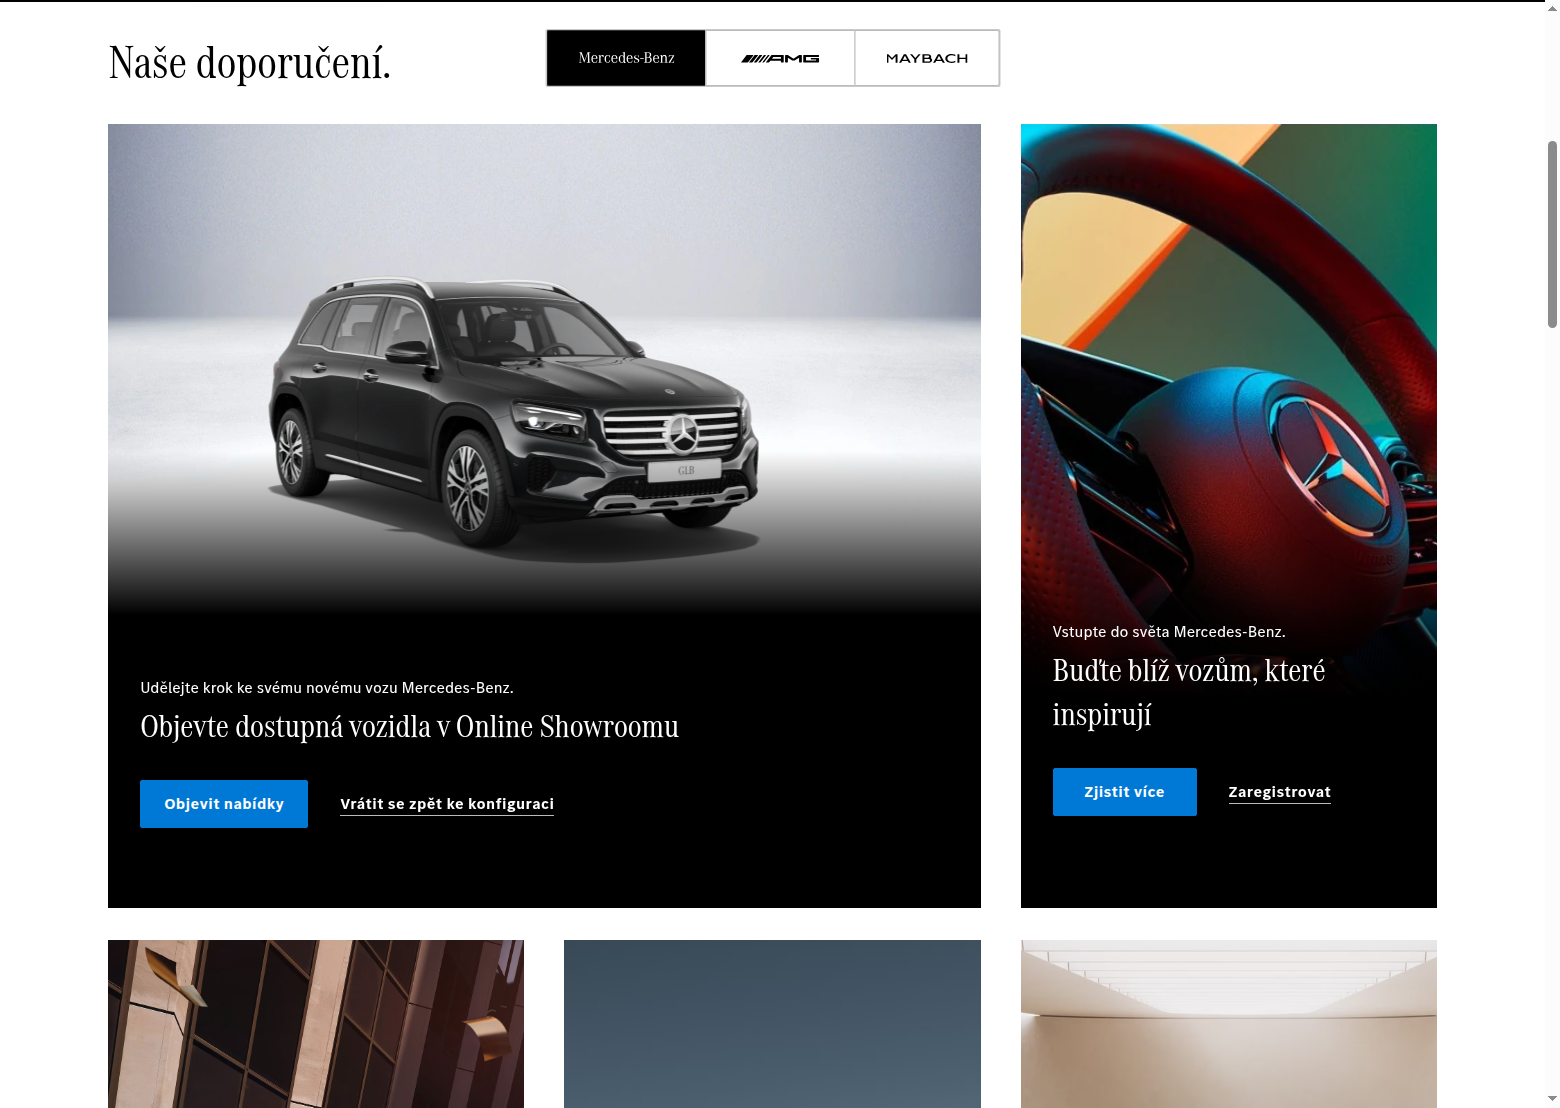 Naše doporučení.
Mercedes-Benz
AMG
MAYBACH
GLB
Udělejte krok ke svému novému vozu Mercedes-Benz.
Objevte dostupná vozidla v Online Showroomu
Objevit nabídky
Vrátit se zpět ke konfiguraci
Vstupte do světa Mercedes-Benz.
Buďte blíž vozům, které
inspirují
Zjistit více
Zaregistrovat